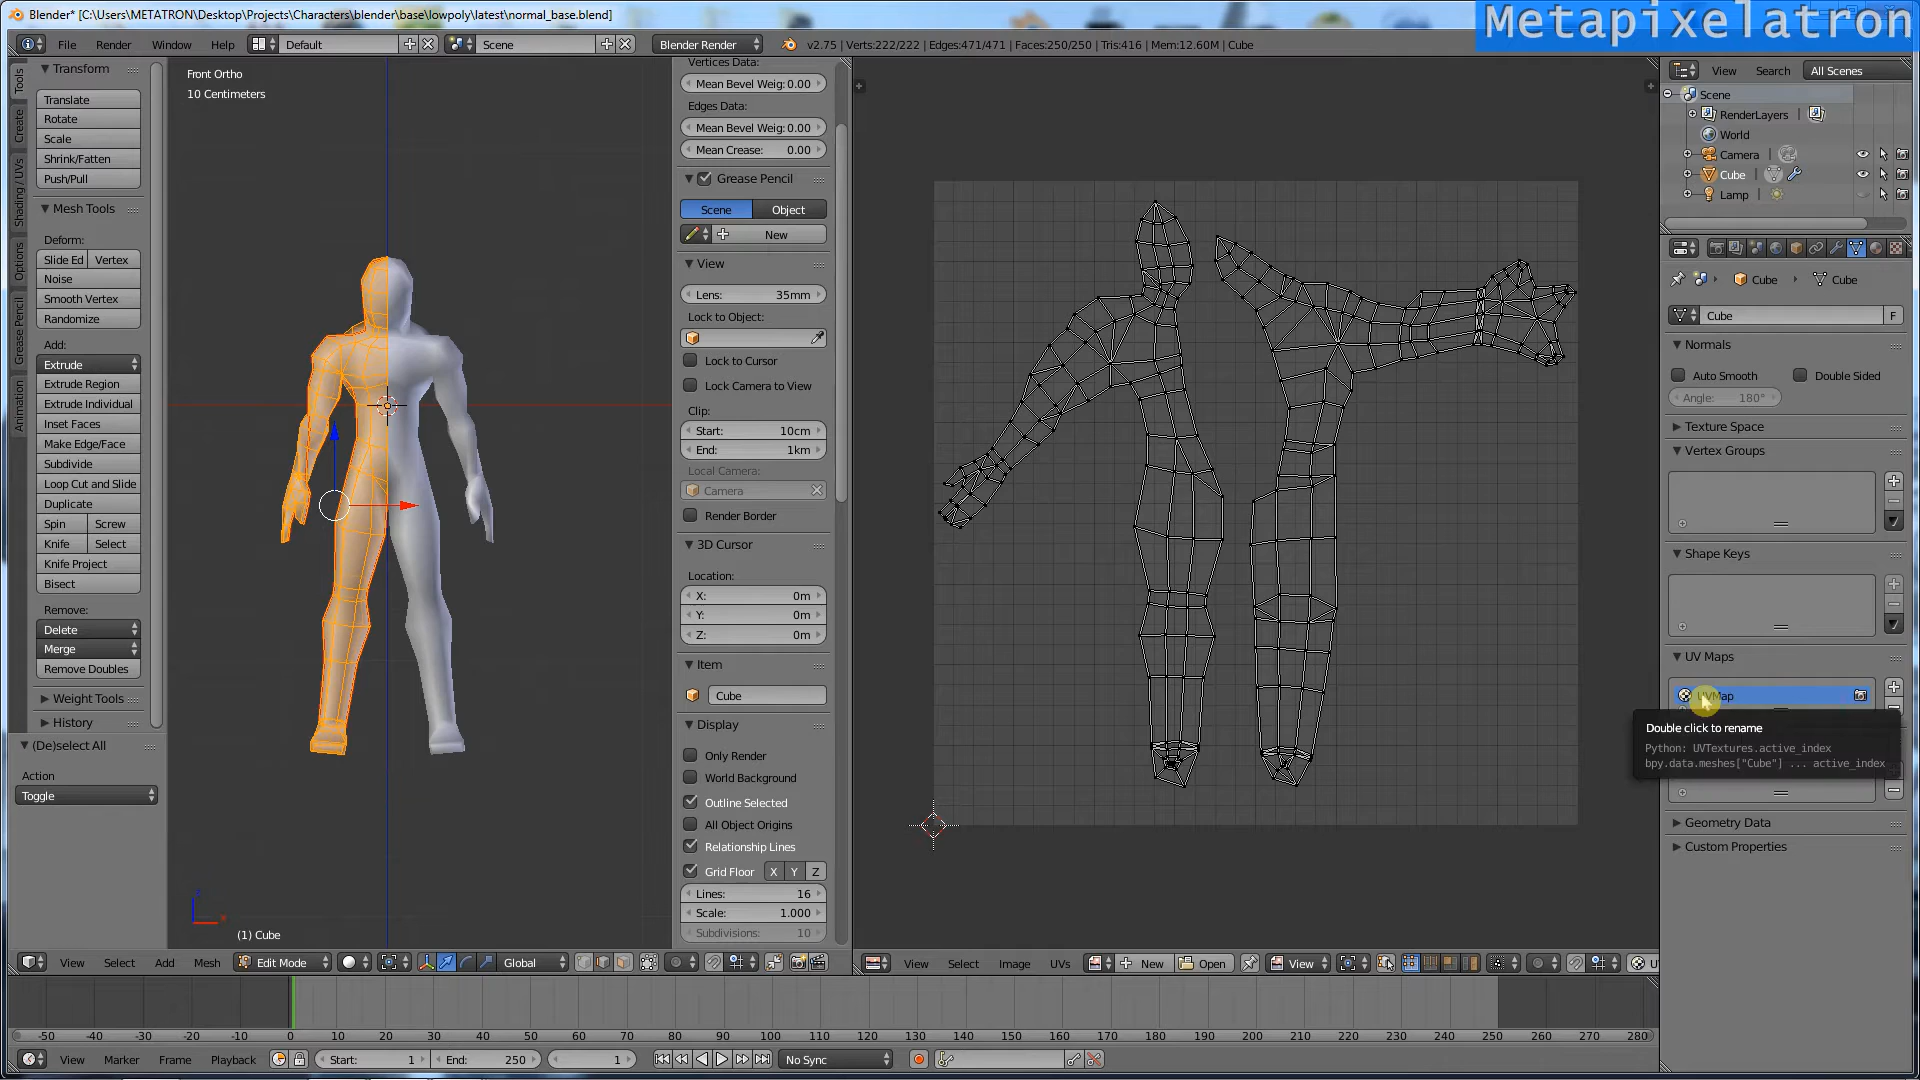 Blender* [C:\Users\METATRON\Desktop\Projects\Characters\blender\base\lowpoly\latest\normal_base.blend]
Metapixelatron
File Render Window Help Default Scene Blender Render v2.75 | Verts:222/222 | Edges:471/471 | Faces:250/250 | Tris:416 | Mem:12.60M | Cube
Tools
Create
Shading / UVs
Options
Grease Pencil
Animation
Transform
Translate
Rotate
Scale
Shrink/Fatten
Push/Pull
Mesh Tools
Deform:
Slide Ed Vertex
Noise
Smooth Vertex
Randomize
Add:
Extrude
Extrude Region
Extrude Individual
Inset Faces
Make Edge/Face
Subdivide
Loop Cut and Slide
Duplicate
Spin Screw
Knife Select
Knife Project
Bisect
Remove:
Delete
Merge
Remove Doubles
Weight Tools
History
(De)select All
Action
Toggle
Front Ortho
10 Centimeters
(1) Cube
Vertices Data:
Mean Bevel Weig: 0.00
Edges Data:
Mean Bevel Weig: 0.00
Mean Crease: 0.00
Grease Pencil
Scene Object
New
View
Lens: 35mm
Lock to Object:
Lock to Cursor
Lock Camera to View
Clip:
Start: 10cm
End: 1km
Local Camera:
Camera
Render Border
3D Cursor
Location:
X: 0m
Y: 0m
Z: 0m
Item
Cube
Display
Only Render
World Background
Outline Selected
All Object Origins
Relationship Lines
Grid Floor X Y Z
Lines: 16
Scale: 1.000
Subdivisions: 10
View Search All Scenes
Scene
RenderLayers
World
Camera
Cube
Lamp
Cube Cube
Cube F
Normals
Auto Smooth Double Sided
Angle: 180°
Texture Space
Vertex Groups
Shape Keys
UV Maps
UVMap
Double click to rename
Python: UVTextures.active_index
bpy.data.meshes["Cube"] ... active_index
Geometry Data
Custom Properties
View Select Add Mesh Edit Mode Global
View Select Image UVs New Open View
-50 -40 -30 -20 -10 0 10 20 30 40 50 60 70 80 90 100 110 120 130 140 150 160 170 180 190 200 210 220 230 240 250 260 270 280
View Marker Frame Playback Start: 1 End: 250 1 No Sync